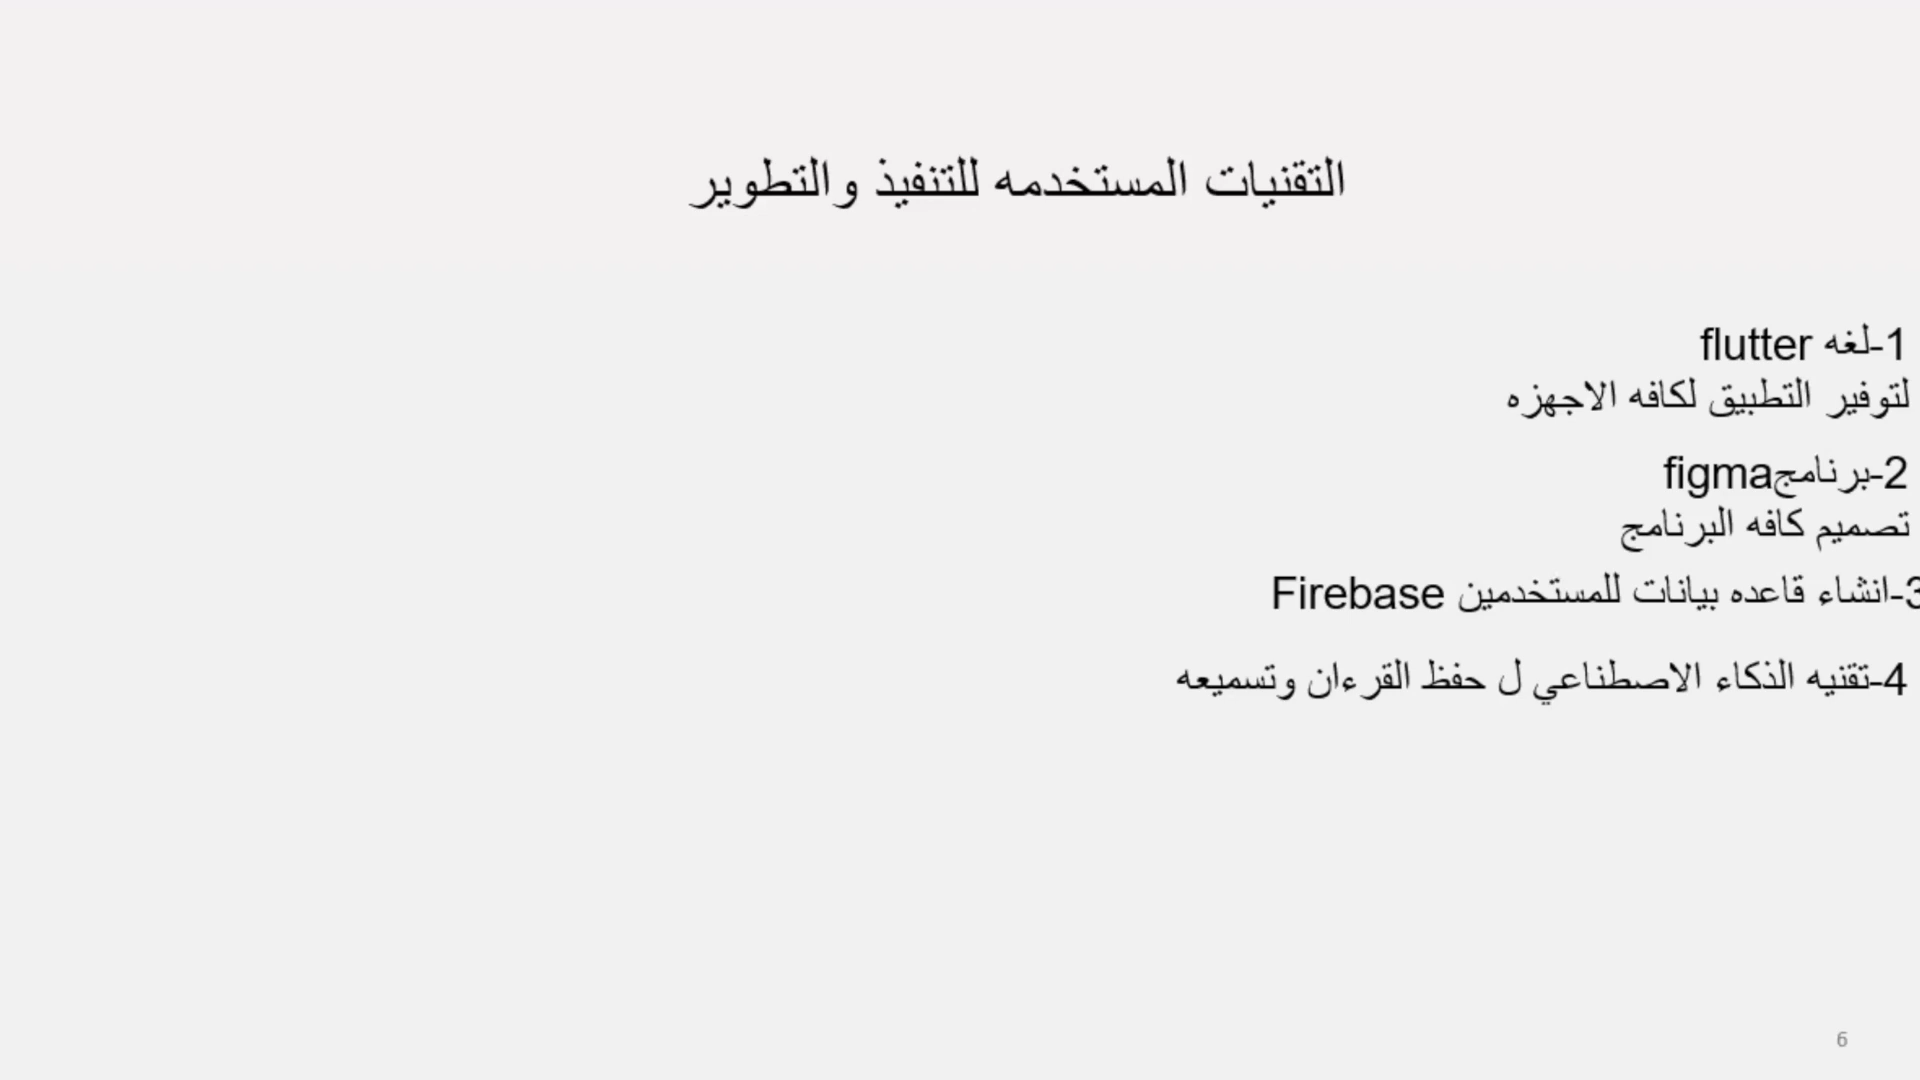 التقنيات المستخدمه للتنفيذ والتطوير
1-لغه flutter
لتوفير التطبيق لكافه الاجهزه
2-برنامجfigma
تصميم كافه البرنامج
3-انشاء قاعده بيانات للمستخدمين Firebase
4-تقنيه الذكاء الاصطناعي ل حفظ القرءان وتسميعه
6